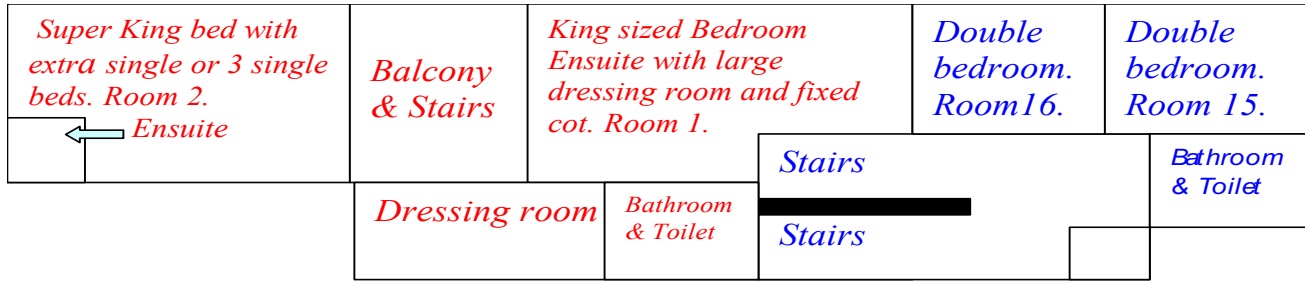 Super King bed with
extra single or 3 single
beds. Room 2.
Ensuite
Balcony
& Stairs
King sized Bedroom
Ensuite with large
dressing room and fixed
cot. Room 1.
Double
bedroom.
Room16.
Double
bedroom.
Room 15.
Stairs
Bathroom
& Toilet
Dressing room
Bathroom
& Toilet
Stairs